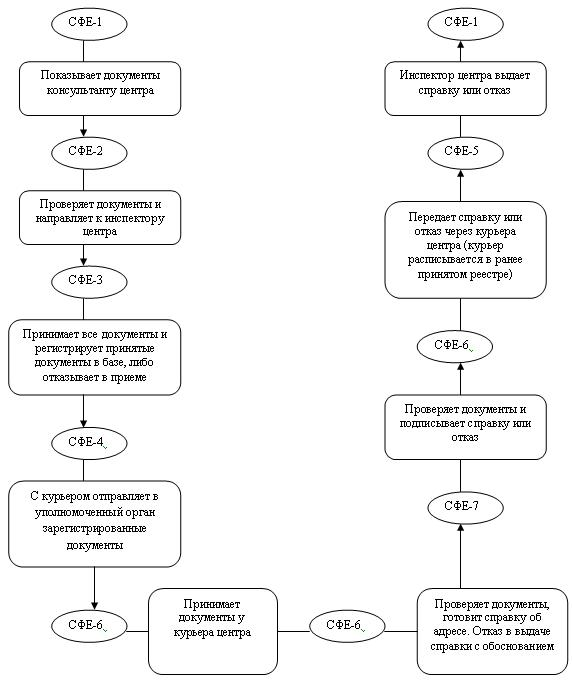 СФЕ-1
Показывает документы
консультанту центра
СФЕ-2
Проверяет документы и
направляет к инспектору
центра
СФЕ-3
Принимает все документы и
регистрирует принятые
документы в базе, либо
отказывает в приеме
СФЕ-4
С курьером отправляет в
уполномоченный орган
зарегистрированные
документы
СФЕ-6
Принимает
документы у
курьера центра
СФЕ-6
Проверяет документы,
готовит справку об
адресе. Отказ в выдаче
справки с обоснованием
СФЕ-7
Проверяет документы и
подписывает справку или
отказ
СФЕ-6
Передает справку или
отказ через курьера
центра (курьер
расписывается в ранее
принятом реестре)
СФЕ-5
Инспектор центра выдает
справку или отказ
СФЕ-1